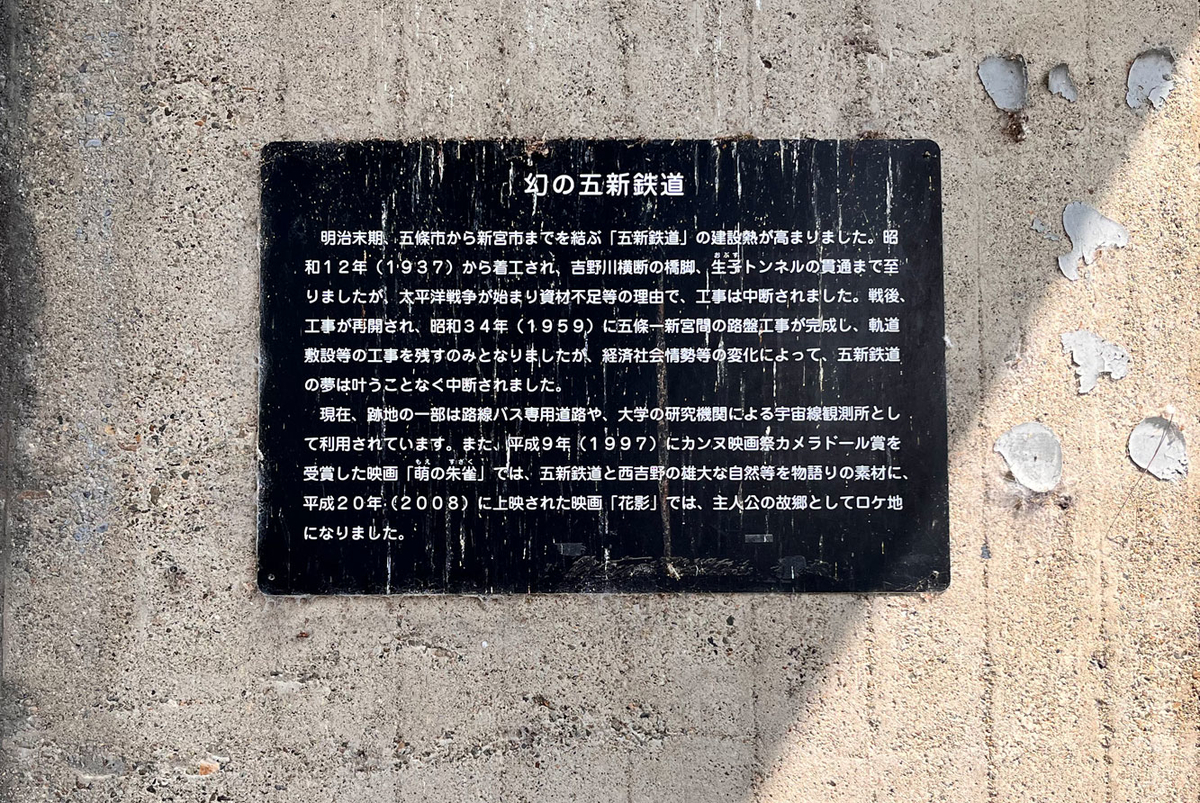 幻の五新鉄道
明治末期、五條市から新宮市までを結ぶ「五新鉄道」の建設熱が高まりました。昭
和12年(1937)から着工され、吉野川横断の橋脚、生子トンネルの貫通まで至
おぶす
りましたが、太平洋戦争が始まり資材不足等の理由で、工事は中断されました。戦後、
工事が再開され、昭和34年(1959)に五條ー新宮間の路盤工事が完成し、軌道
敷設等の工事を残すのみとなりましたが、経済社会情勢等の変化によって、五新鉄道
の夢は叶うことなく中断されました。
現在、跡地の一部は路線バス専用道路や、大学の研究機関による宇宙線観測所とし
て利用されています。また、平成9年(1997)にカンヌ映画祭カメラドール賞を
もえ すざく
受賞した映画「萌の朱雀」では、五新鉄道と西吉野の雄大な自然等を物語りの素材に、
平成20年(2008)に上映された映画「花影」では、主人公の故郷としてロケ地
になりました。